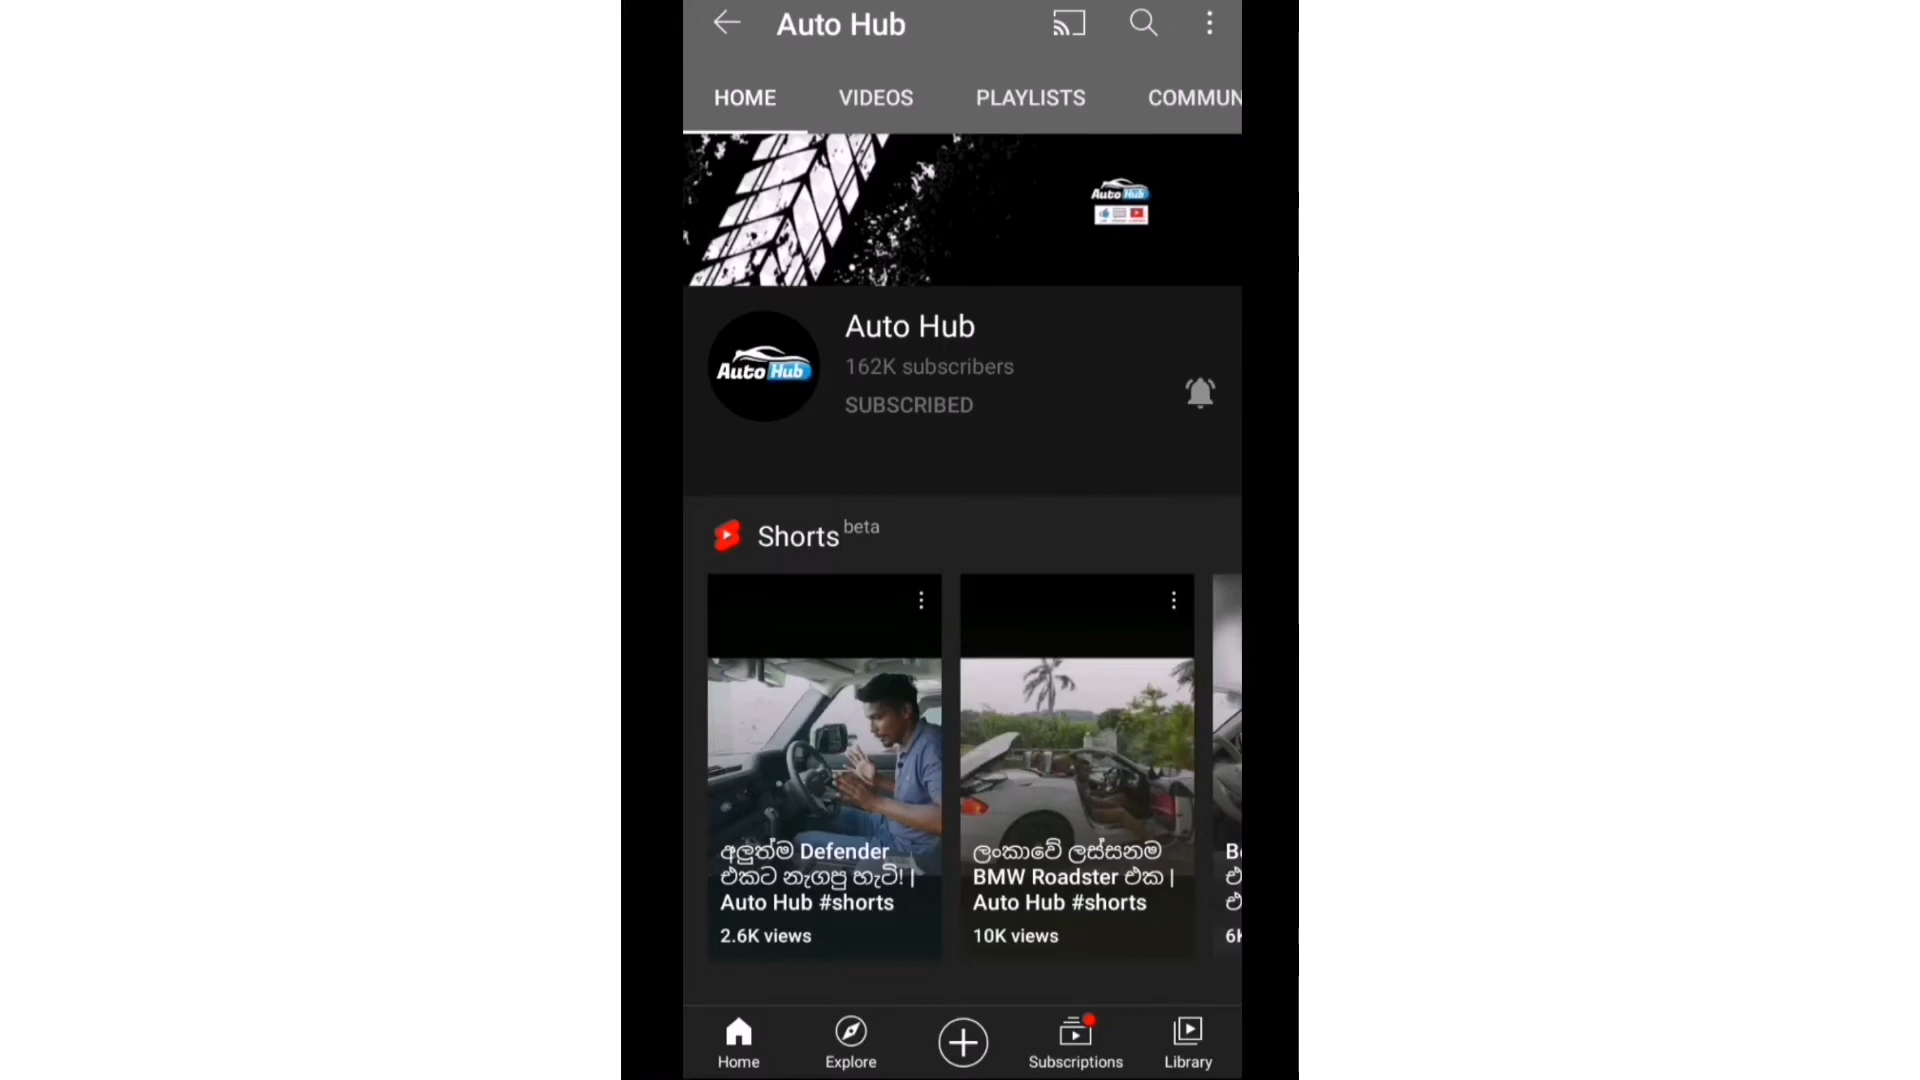 Auto Hub
HOME VIDEOS PLAYLISTS COMMUN
Auto Hub
Auto Hub
Auto Hub
162K subscribers
SUBSCRIBED
Shorts beta
අලුත්ම Defender
එකට නැගපු හැටි! |
Auto Hub #shorts
2.6K views
ලංකාවේ ලස්සනම
BMW Roadster එක |
Auto Hub #shorts
10K views
Home Explore Subscriptions Library